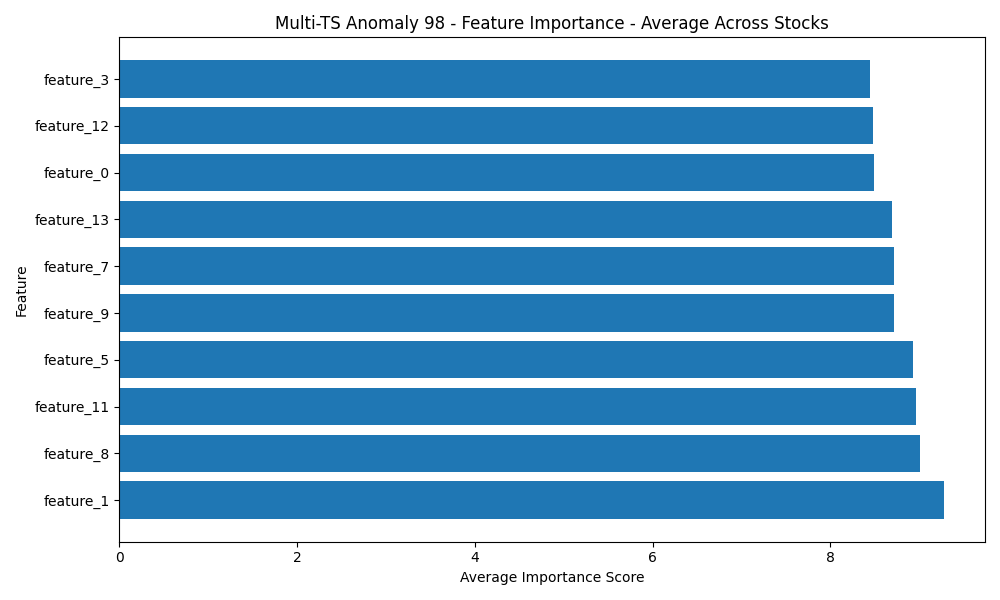 Multi-TS Anomaly 98 - Feature Importance - Average Across Stocks
Feature
feature_3
feature_12
feature_0
feature_13
feature_7
feature_9
feature_5
feature_11
feature_8
feature_1
0 2 4 6 8
Average Importance Score